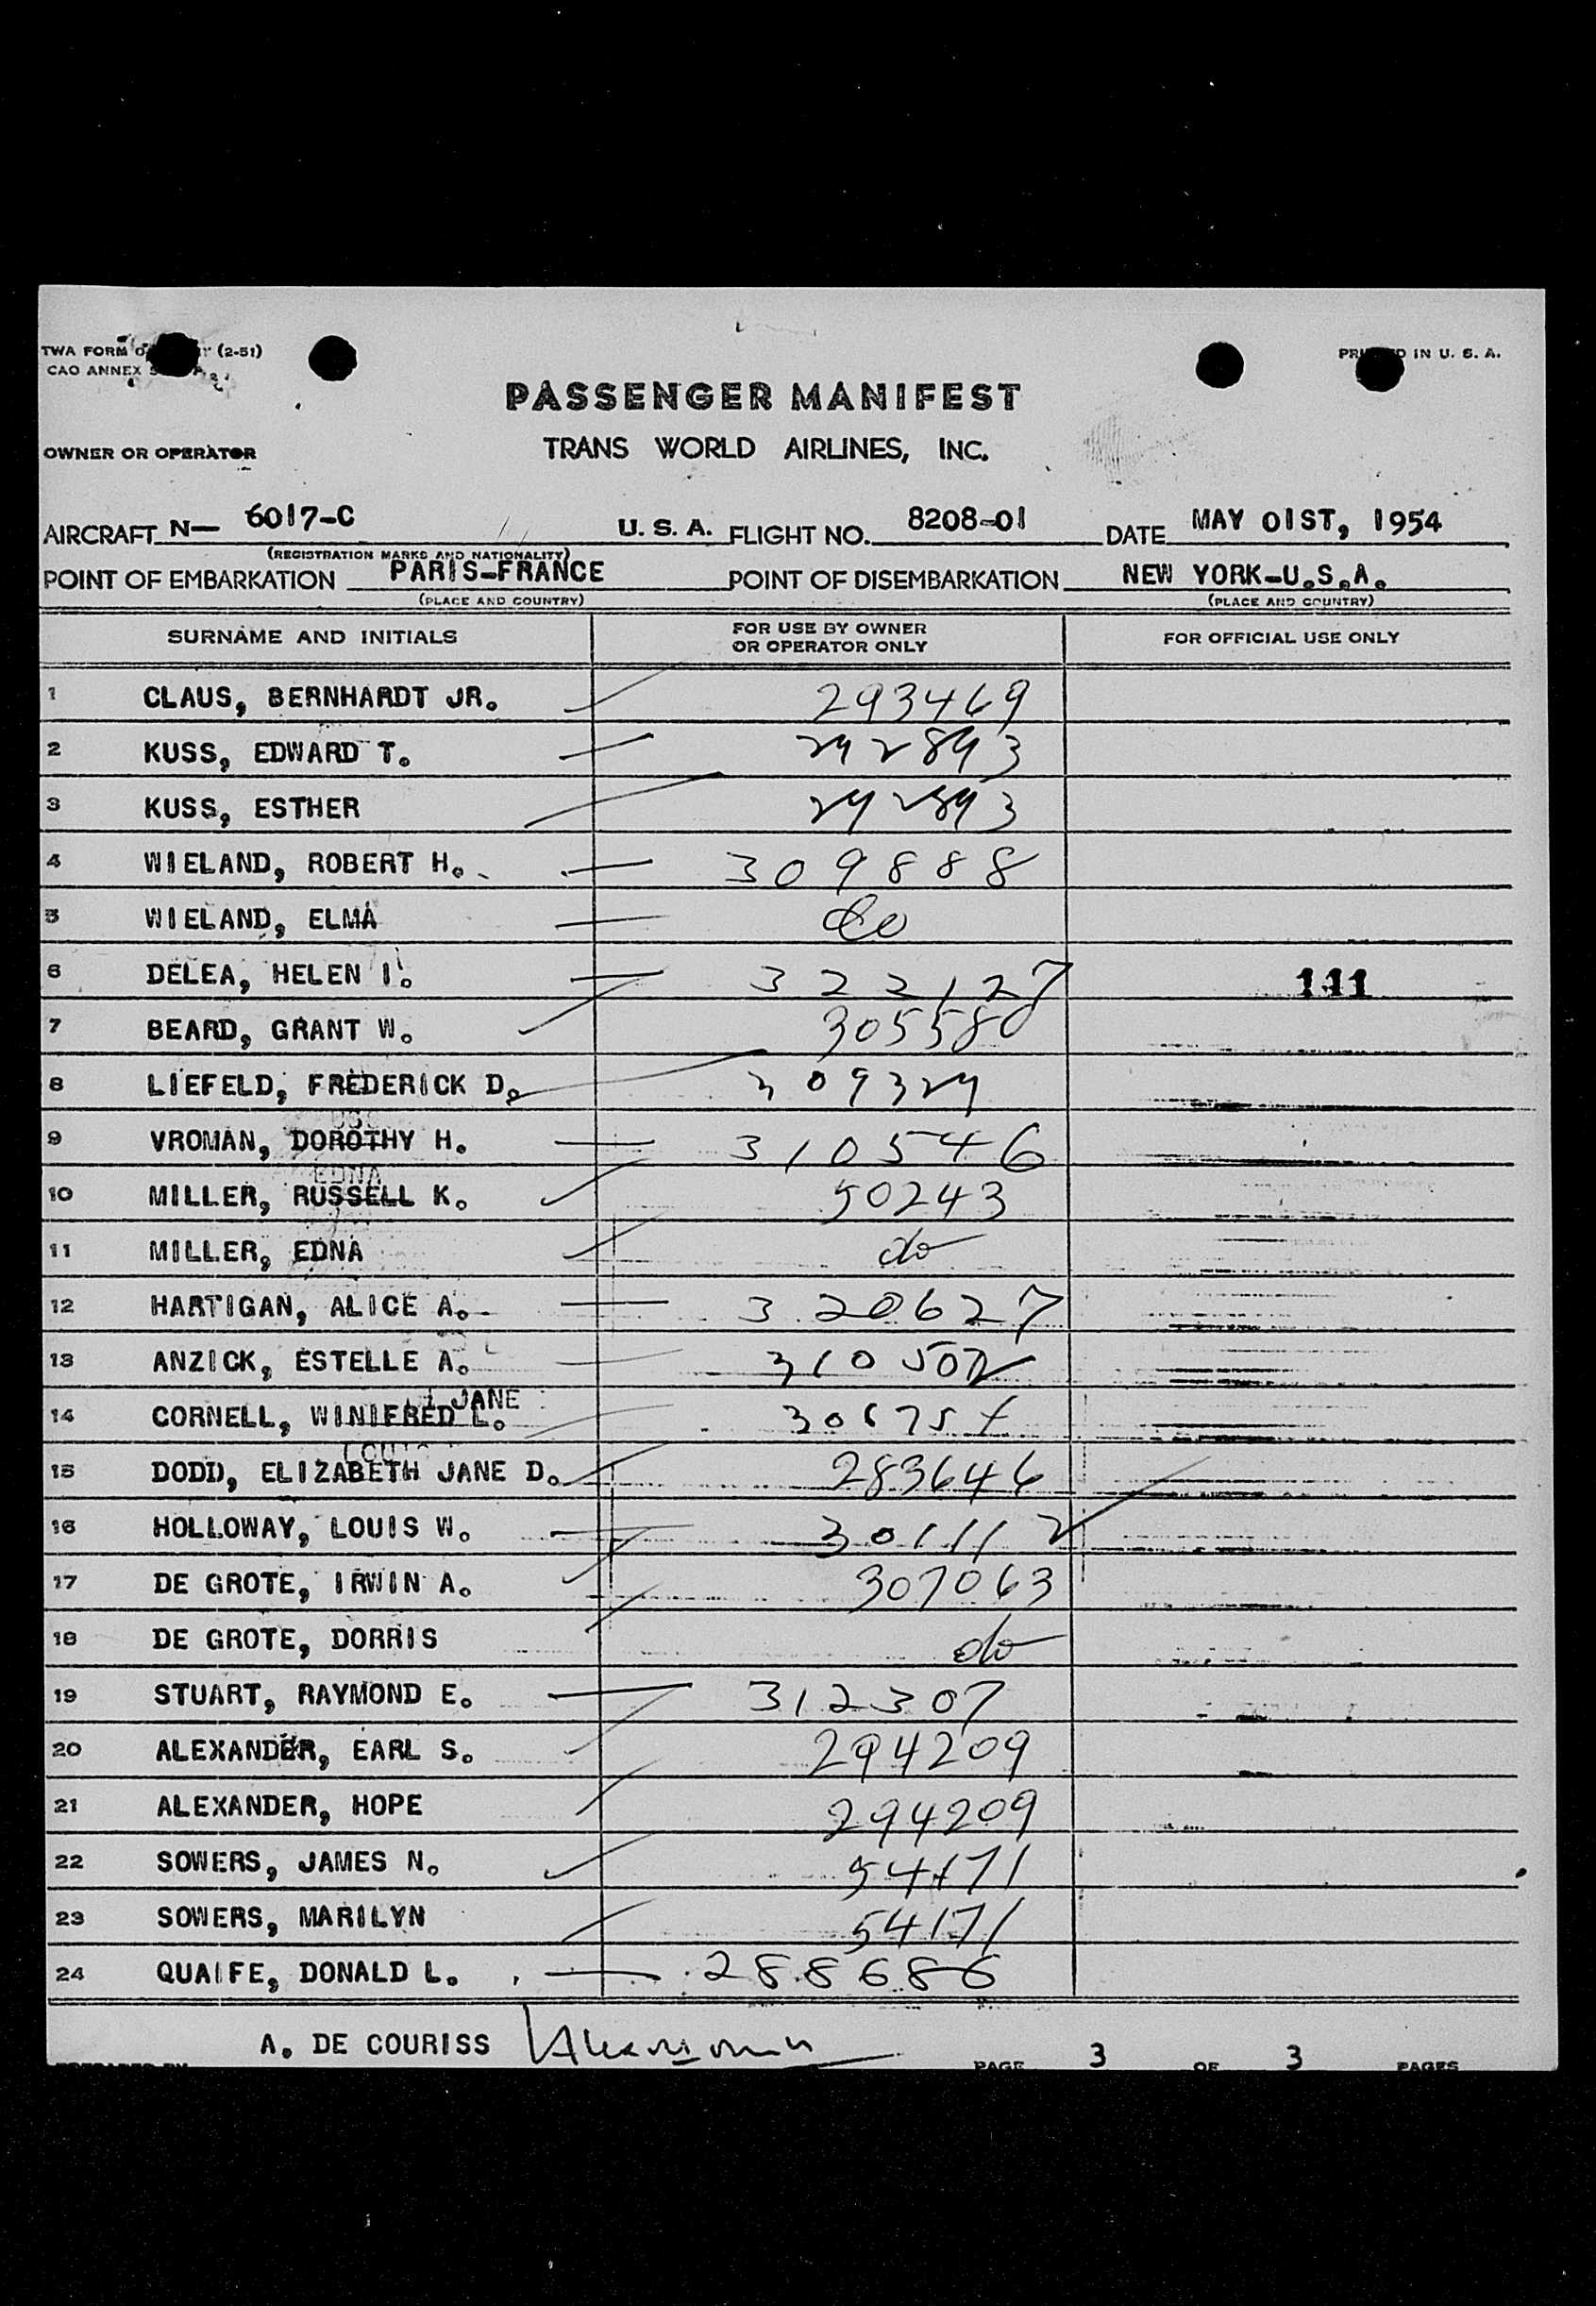 TWA FORM (2-51)
CAO ANNEX
PRINTED IN U. S. A.
PASSENGER MANIFEST
OWNER OR OPERATOR TRANS WORLD AIRLINES, INC.
AIRCRAFT N— 6017-C U. S. A. FLIGHT NO. 8208-01 DATE MAY 01ST, 1954
(REGISTRATION MARKS AND NATIONALITY)
POINT OF EMBARKATION PARIS-FRANCE POINT OF DISEMBARKATION NEW YORK-U.S.A.
(PLACE AND COUNTRY) (PLACE AND COUNTRY)
SURNAME AND INITIALS FOR USE BY OWNER OR OPERATOR ONLY FOR OFFICIAL USE ONLY
1 CLAUS, BERNHARDT JR. 293469
2 KUSS, EDWARD T. 292893
3 KUSS, ESTHER 292893
4 WIELAND, ROBERT H. 309888
5 WIELAND, ELMA do
6 DELEA, HELEN I. 322127 111
7 BEARD, GRANT W. 305580
8 LIEFELD, FREDERICK D. 309329
9 VROMAN, DOROTHY H. 310546
EDNA
10 MILLER, RUSSELL K. 50243
11 MILLER, EDNA do
12 HARTIGAN, ALICE A. 320627
13 ANZICK, ESTELLE A. 310502
JANE
14 CORNELL, WINIFRED L.
15 DODD, ELIZABETH JANE D. 283646
16 HOLLOWAY, LOUIS W. 301112
17 DE GROTE, IRWIN A. 307063
18 DE GROTE, DORRIS do
19 STUART, RAYMOND E. 312307
20 ALEXANDER, EARL S. 294209
21 ALEXANDER, HOPE 294209
22 SOWERS, JAMES N. 54171
23 SOWERS, MARILYN 54171
24 QUAIFE, DONALD L. 288686
A. DE COURISS
PAGE 3 OF 3 PAGES